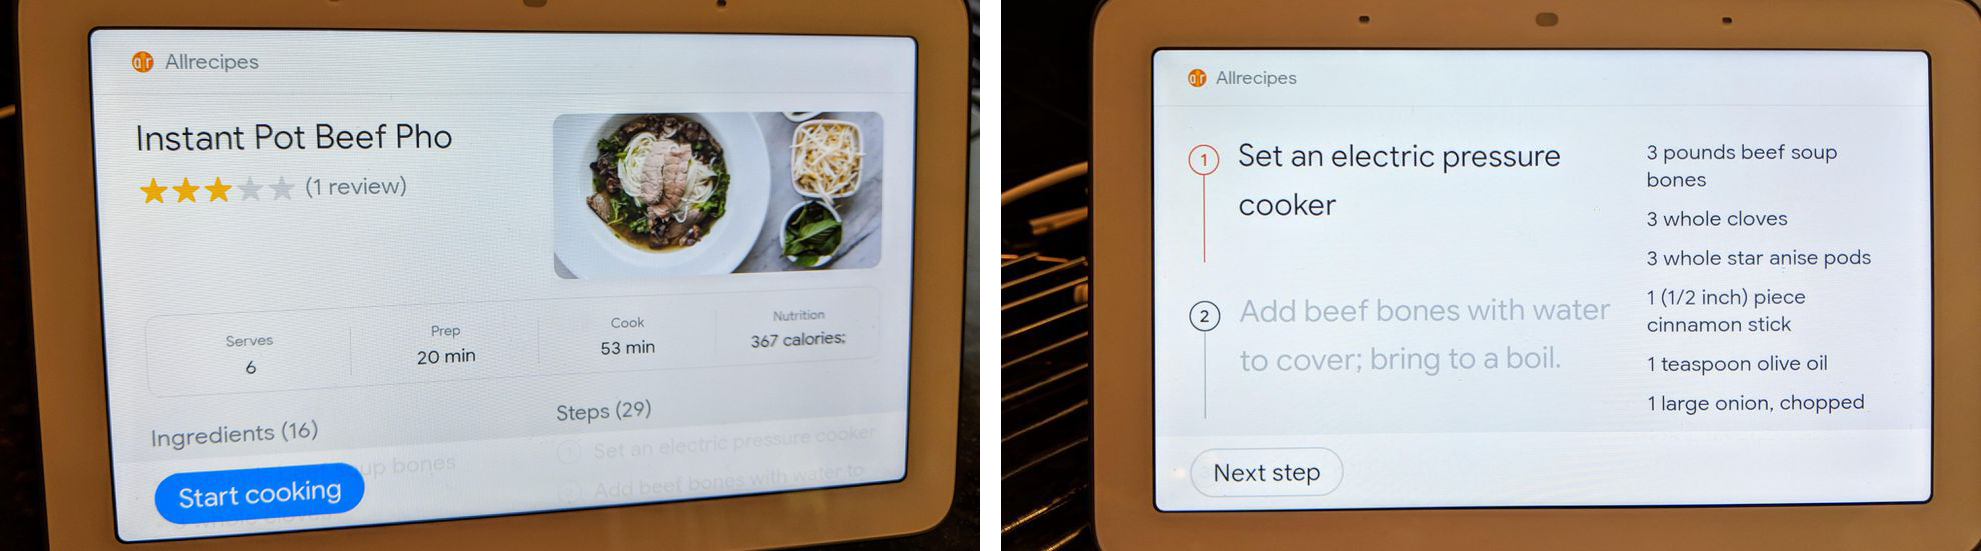 Allrecipes
Instant Pot Beef Pho
(1 review)
Serves
6
Prep
20 min
Cook
53 min
Nutrition
367 calories;
Ingredients (16)
up bones
Start cooking
Steps (29)
1 Set an electric pressure cooker
2 Add beef bones with water to
Allrecipes
1 Set an electric pressure
cooker
2 Add beef bones with water
to cover; bring to a boil.
Next step
3 pounds beef soup
bones
3 whole cloves
3 whole star anise pods
1 (1/2 inch) piece
cinnamon stick
1 teaspoon olive oil
1 large onion, chopped